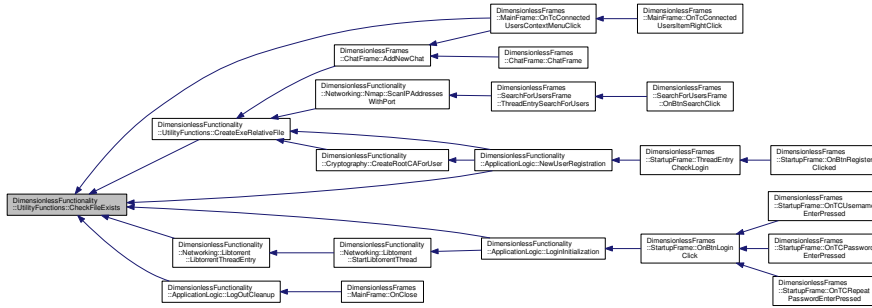 DimensionlessFrames
::MainFrame::OnTcConnected
UsersContextMenuClick
DimensionlessFrames
::MainFrame::OnTcConnected
UsersItemRightClick
DimensionlessFrames
::ChatFrame::AddNewChat
DimensionlessFrames
::ChatFrame::ChatFrame
DimensionlessFunctionality
::Networking::Nmap::ScanIPAddresses
WithPort
DimensionlessFrames
::SearchForUsersFrame
::ThreadEntrySearchForUsers
DimensionlessFrames
::SearchForUsersFrame
::OnBtnSearchClick
DimensionlessFunctionality
::UtilityFunctions::CreateExeRelativeFile
DimensionlessFunctionality
::Cryptography::CreateRootCAForUser
DimensionlessFunctionality
::ApplicationLogic::NewUserRegistration
DimensionlessFrames
::StartupFrame::ThreadEntry
CheckLogin
DimensionlessFrames
::StartupFrame::OnBtnRegister
Clicked
DimensionlessFunctionality
::UtilityFunctions::CheckFileExists
DimensionlessFrames
::StartupFrame::OnTCUsername
EnterPressed
DimensionlessFunctionality
::Networking::Libtorrent
::LibtorrentThreadEntry
DimensionlessFunctionality
::Networking::Libtorrent
::StartLibtorrentThread
DimensionlessFunctionality
::ApplicationLogic::LoginInitialization
DimensionlessFrames
::StartupFrame::OnBtnLogin
Click
DimensionlessFrames
::StartupFrame::OnTCPassword
EnterPressed
DimensionlessFunctionality
::ApplicationLogic::LogOutCleanup
DimensionlessFrames
::MainFrame::OnClose
DimensionlessFrames
::StartupFrame::OnTCRepeat
PasswordEnterPressed